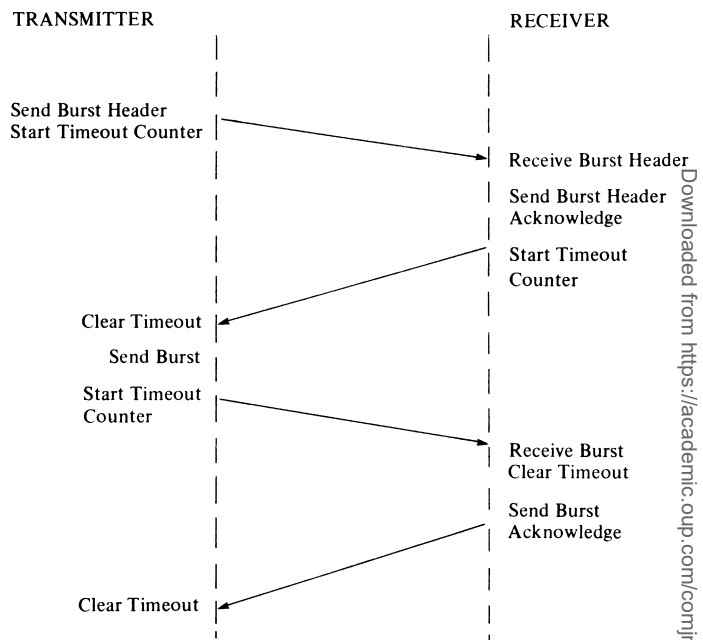 TRANSMITTER
RECEIVER
Send Burst Header
Start Timeout Counter
Receive Burst Header
Send Burst Header
Acknowledge
Start Timeout
Counter
Clear Timeout
Send Burst
Start Timeout
Counter
Receive Burst
Clear Timeout
Send Burst
Acknowledge
Clear Timeout
Downloaded from https://academic.oup.com/comjn